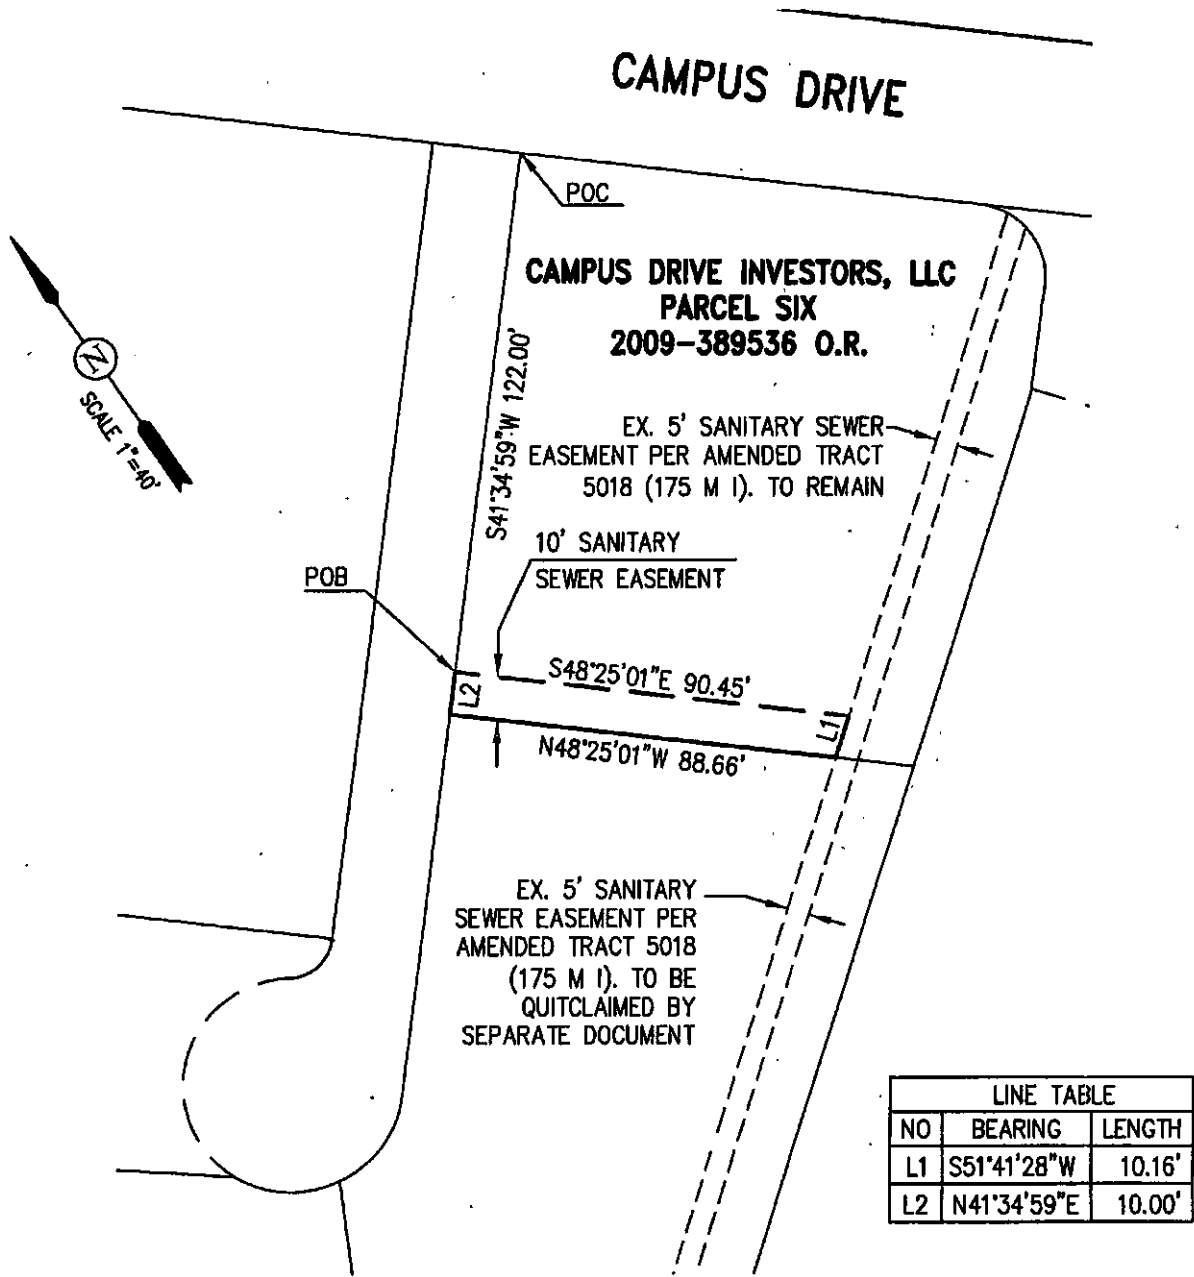 CAMPUS DRIVE
POC
CAMPUS DRIVE INVESTORS, LLC
PARCEL SIX
2009-389536 O.R.
N
SCALE 1"=40'
S41°34'59"W 122.00'
EX. 5' SANITARY SEWER
EASEMENT PER AMENDED TRACT
5018 (175 M I). TO REMAIN
10' SANITARY
SEWER EASEMENT
POB
S48°25'01"E 90.45'
L2
L1
N48°25'01"W 88.66'
EX. 5' SANITARY
SEWER EASEMENT PER
AMENDED TRACT 5018
(175 M I). TO BE
QUITCLAIMED BY
SEPARATE DOCUMENT
LINE TABLE
NO BEARING LENGTH
L1 S51°41'28"W 10.16'
L2 N41°34'59"E 10.00'